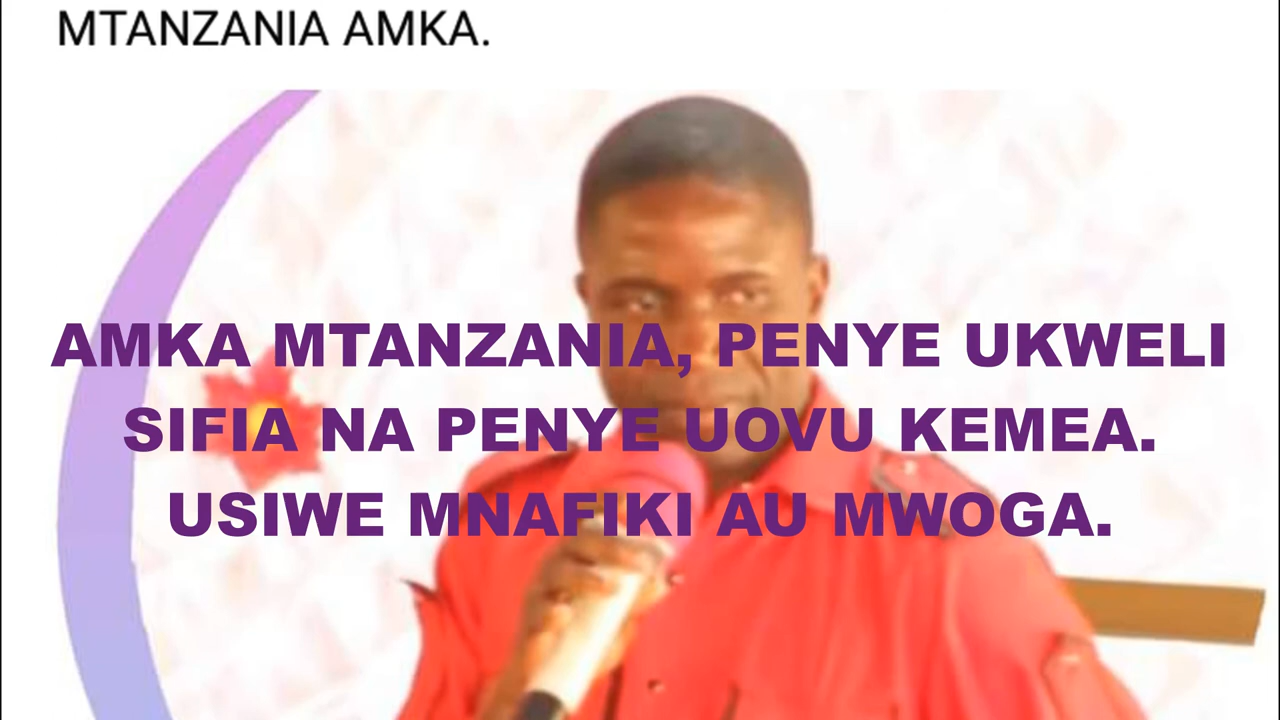 MTANZANIA AMKA.
AMKA MTANZANIA, PENYE UKWELI
SIFIA NA PENYE UOVU KEMEA.
USIWE MNAFIKI AU MWOGA.